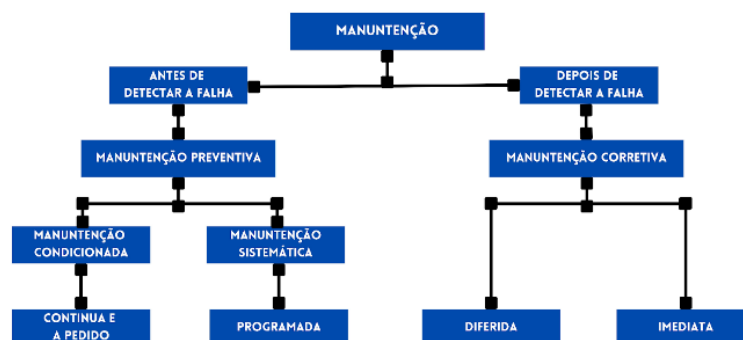 MANUNTENÇÃO
ANTES DE
DETECTAR A FALHA
DEPOIS DE
DETECTAR A FALHA
MANUNTENÇÃO PREVENTIVA
MANUNTENÇÃO CORRETIVA
MANUNTENÇÃO
CONDICIONADA
MANUNTENÇÃO
SISTEMÁTICA
CONTINUA E
A PEDIDO
PROGRAMADA
DIFERIDA
IMEDIATA